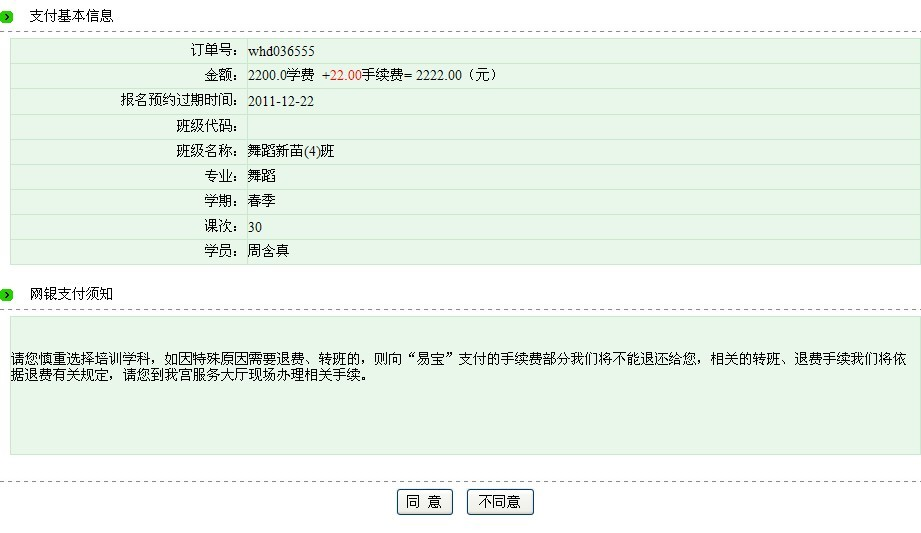 支付基本信息
订单号：whd036555
金额：2200.0学费 +22.00手续费= 2222.00（元）
报名预约过期时间：2011-12-22
班级代码：
班级名称：舞蹈新苗(4)班
专业：舞蹈
学期：春季
课次：30
学员：周含真
网银支付须知
请您慎重选择培训学科，如因特殊原因需要退费、转班的，则向“易宝”支付的手续费部分我们将不能退还给您，相关的转班、退费手续我们将依
据退费有关规定，请您到我宫服务大厅现场办理相关手续。
同 意 不同意